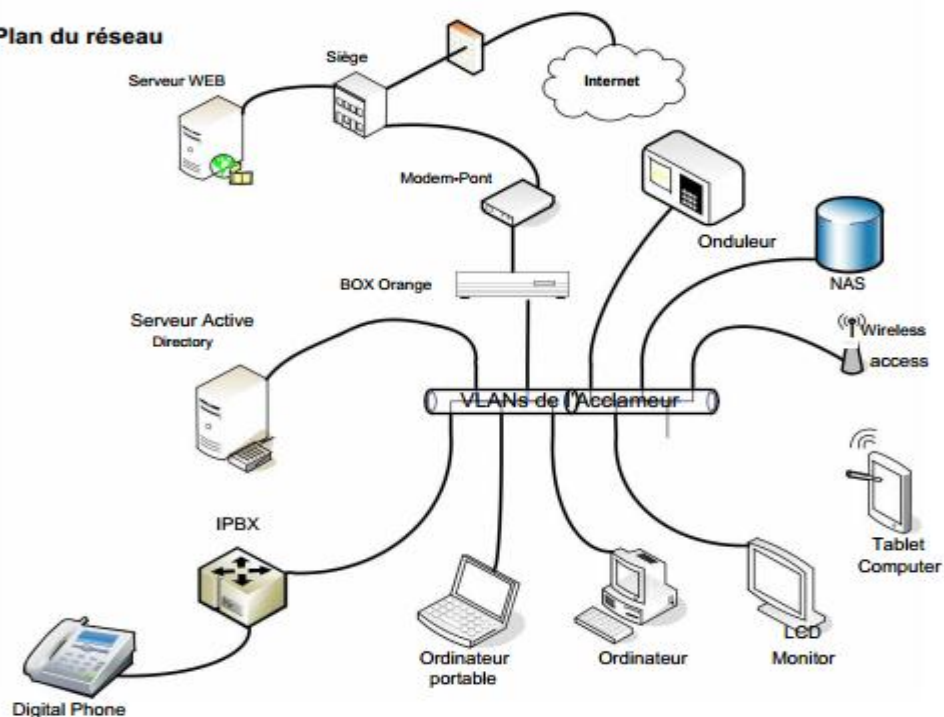 Plan du réseau
Siège
Serveur WEB
Internet
Modem-Pont
Onduleur
NAS
BOX Orange
Serveur Active
Directory
Wireless
access
VLANs de l'Acclameur
IPBX
Tablet
Computer
Ordinateur
portable
Ordinateur
LCD
Monitor
Digital Phone